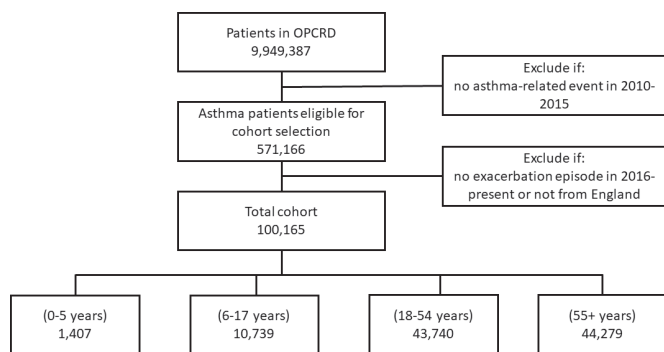 Patients in OPCRD
9,949,387
Exclude if:
no asthma-related event in 2010-
2015
Asthma patients eligible for
cohort selection
571,166
Exclude if:
no exacerbation episode in 2016-
present or not from England
Total cohort
100,165
(0-5 years)
1,407
(6-17 years)
10,739
(18-54 years)
43,740
(55+ years)
44,279